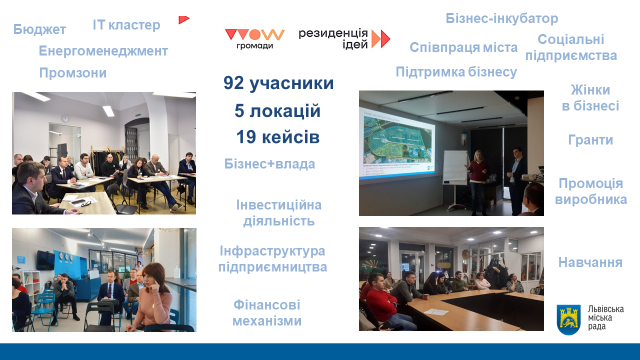 Бюджет
IT кластер
Енергоменеджмент
Промзони
WOW
громади
резиденція
ідей
Бізнес-інкубатор
Співпраця міста
Соціальні
підприємства
Підтримка бізнесу
92 учасники
5 локацій
19 кейсів
Жінки
в бізнесі
Гранти
Бізнес+влада
Промоція
виробника
Інвестиційна
діяльність
Інфраструктура
підприємництва
Навчання
Фінансові
механізми
Львівська
міська
рада